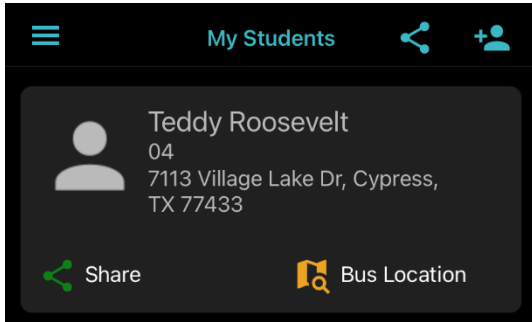 My Students
Teddy Roosevelt
04
7113 Village Lake Dr, Cypress,
TX 77433
Share
Bus Location